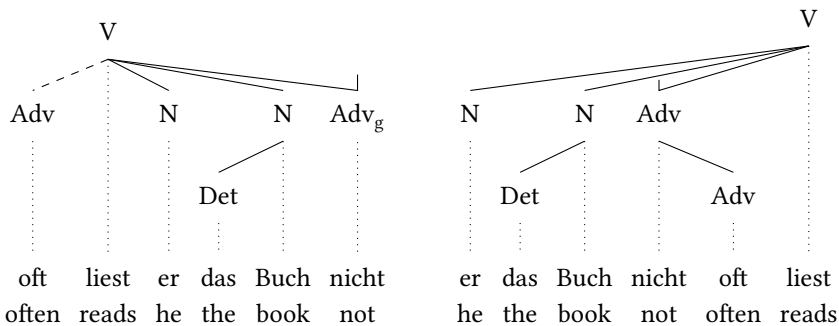 V V
Adv N N Adv_g N N Adv
Det Det Adv
oft liest er das Buch nicht er das Buch nicht oft liest
often reads he the book not he the book not often reads